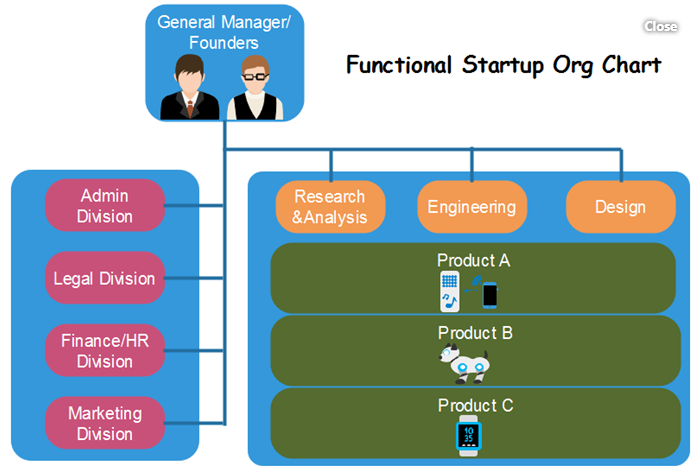 General Manager/
Founders
Close
Functional Startup Org Chart
Admin
Division
Legal Division
Finance/HR
Division
Marketing
Division
Research
&Analysis
Engineering
Design
Product A
Product B
Product C
10
35